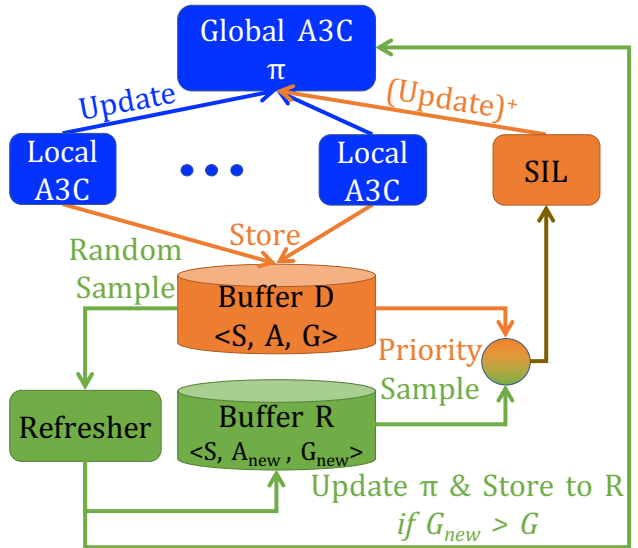 Global A3C
π
Update
(Update)⁺
Local
A3C
Local
A3C
SIL
Store
Random
Sample
Buffer D
<S, A, G>
Priority
Sample
Refresher
Buffer R
<S, Aₙₑw , Gₙₑw>
Update π & Store to R
if Gₙₑw > G